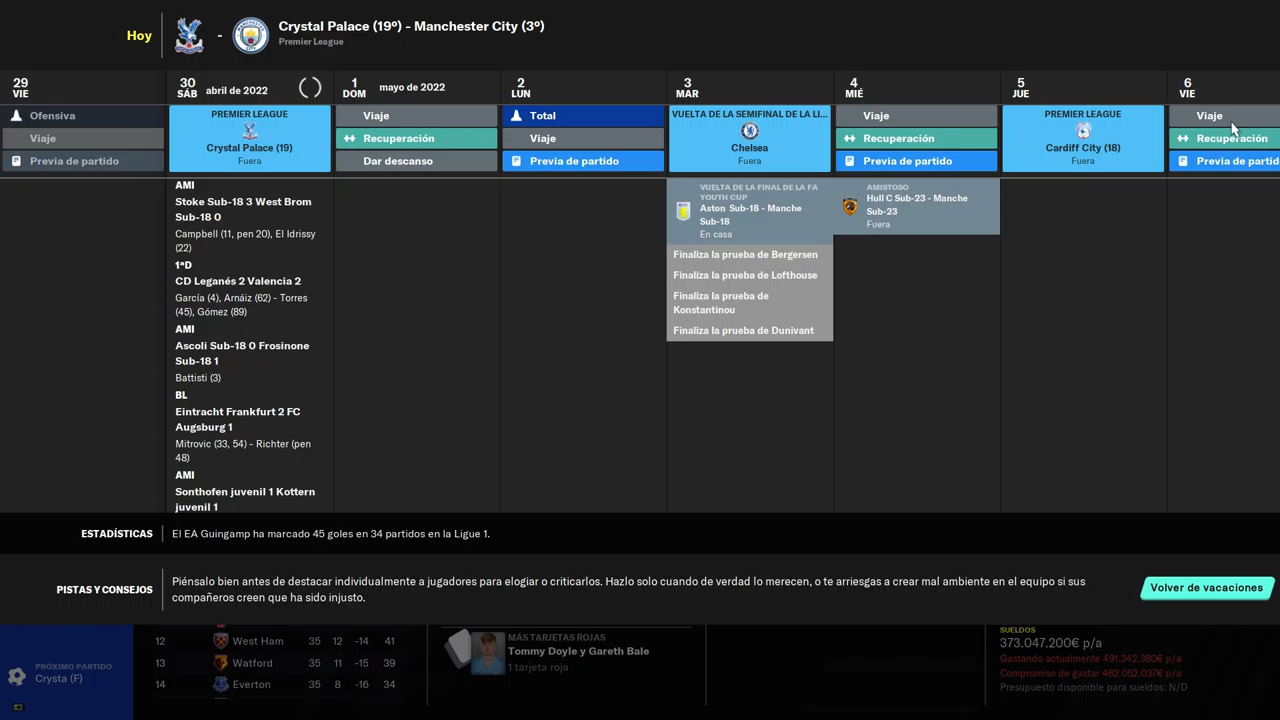 Hoy
Crystal Palace (19º) - Manchester City (3º)
Premier League
29
VIE
30
SÁB
abril de 2022
1
DOM
mayo de 2022
2
LUN
3
MAR
4
MIÉ
5
JUE
6
VIE
Ofensiva
Viaje
Previa de partido
PREMIER LEAGUE
Crystal Palace (19)
Fuera
Viaje
Recuperación
Dar descanso
Total
Viaje
Previa de partido
VUELTA DE LA SEMIFINAL DE LA LI...
Chelsea
Fuera
Viaje
Recuperación
Previa de partido
PREMIER LEAGUE
Cardiff City (18)
Fuera
Viaje
Recuperación
Previa de partid
AMI
Stoke Sub-18 3 West Brom
Sub-18 0
Campbell (11, pen 20), El Idrissy
(22)
1ªD
CD Leganés 2 Valencia 2
García (4), Arnáiz (62) - Torres
(45), Gómez (89)
AMI
Ascoli Sub-18 0 Frosinone
Sub-18 1
Battisti (3)
BL
Eintracht Frankfurt 2 FC
Augsburg 1
Mitrovic (33, 54) - Richter (pen
48)
AMI
Sonthofen juvenil 1 Kottern
juvenil 1
VUELTA DE LA FINAL DE LA FA
YOUTH CUP
Aston Sub-18 - Manche
Sub-18
En casa
Finaliza la prueba de Bergersen
Finaliza la prueba de Lofthouse
Finaliza la prueba de
Konstantinou
Finaliza la prueba de Dunivant
AMISTOSO
Hull C Sub-23 - Manche
Sub-23
Fuera
ESTADÍSTICAS
El EA Guingamp ha marcado 45 goles en 34 partidos en la Ligue 1.
PISTAS Y CONSEJOS
Piénsalo bien antes de destacar individualmente a jugadores para elogiar o criticarlos. Hazlo solo cuando de verdad lo merecen, o te arriesgas a crear mal ambiente en el equipo si sus
compañeros creen que ha sido injusto.
Volver de vacaciones
PRÓXIMO PARTIDO
Crysta (F)
12 West Ham 35 12 -14 41
13 Watford 35 11 -15 39
14 Everton 35 8 -16 34
MÁS TARJETAS ROJAS
Tommy Doyle y Gareth Bale
1 tarjeta roja
SUELDOS
373.047.200€ p/a
Gastando actualmente 491.342.380€ p/a
Compromiso de gastar 462.052.037€ p/a
Presupuesto disponible para sueldos: N/D